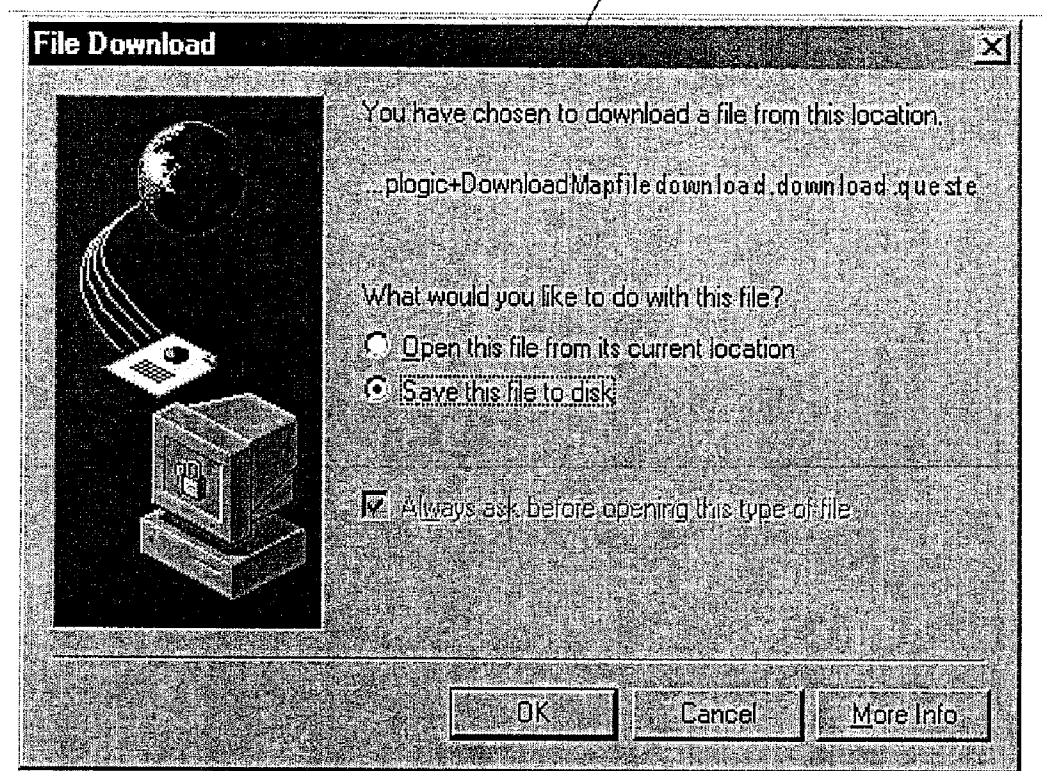 File Download
You have chosen to download a file from this location.
...plogic+DownloadMapfiledownload.download.queste
What would you like to do with this file?
Open this file from its current location
Save this file to disk
Always ask before opening this type of file
OK
Cancel
More Info